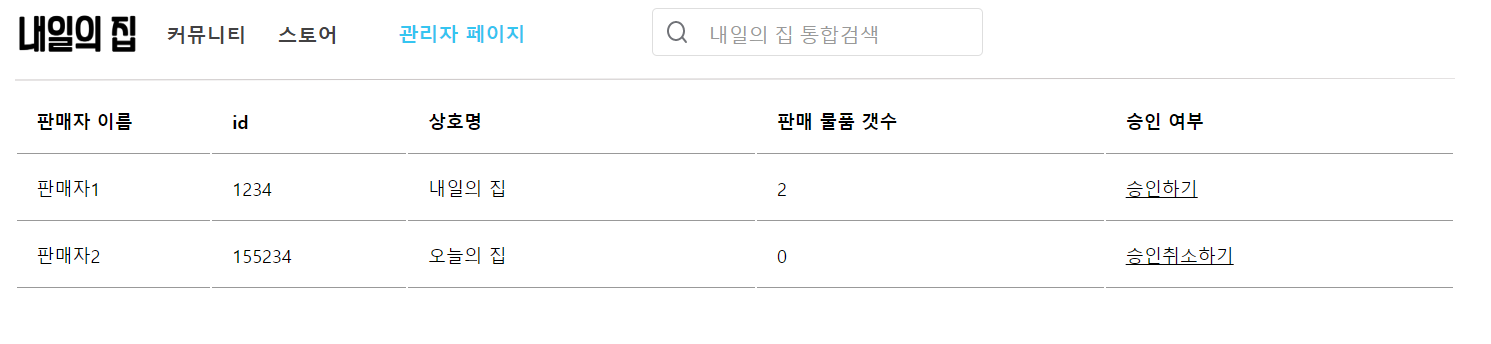 내일의 집 커뮤니티 스토어 관리자 페이지 내일의 집 통합검색
판매자 이름 id 상호명 판매 물품 갯수 승인 여부
판매자1 1234 내일의 집 2 승인하기
판매자2 155234 오늘의 집 0 승인취소하기